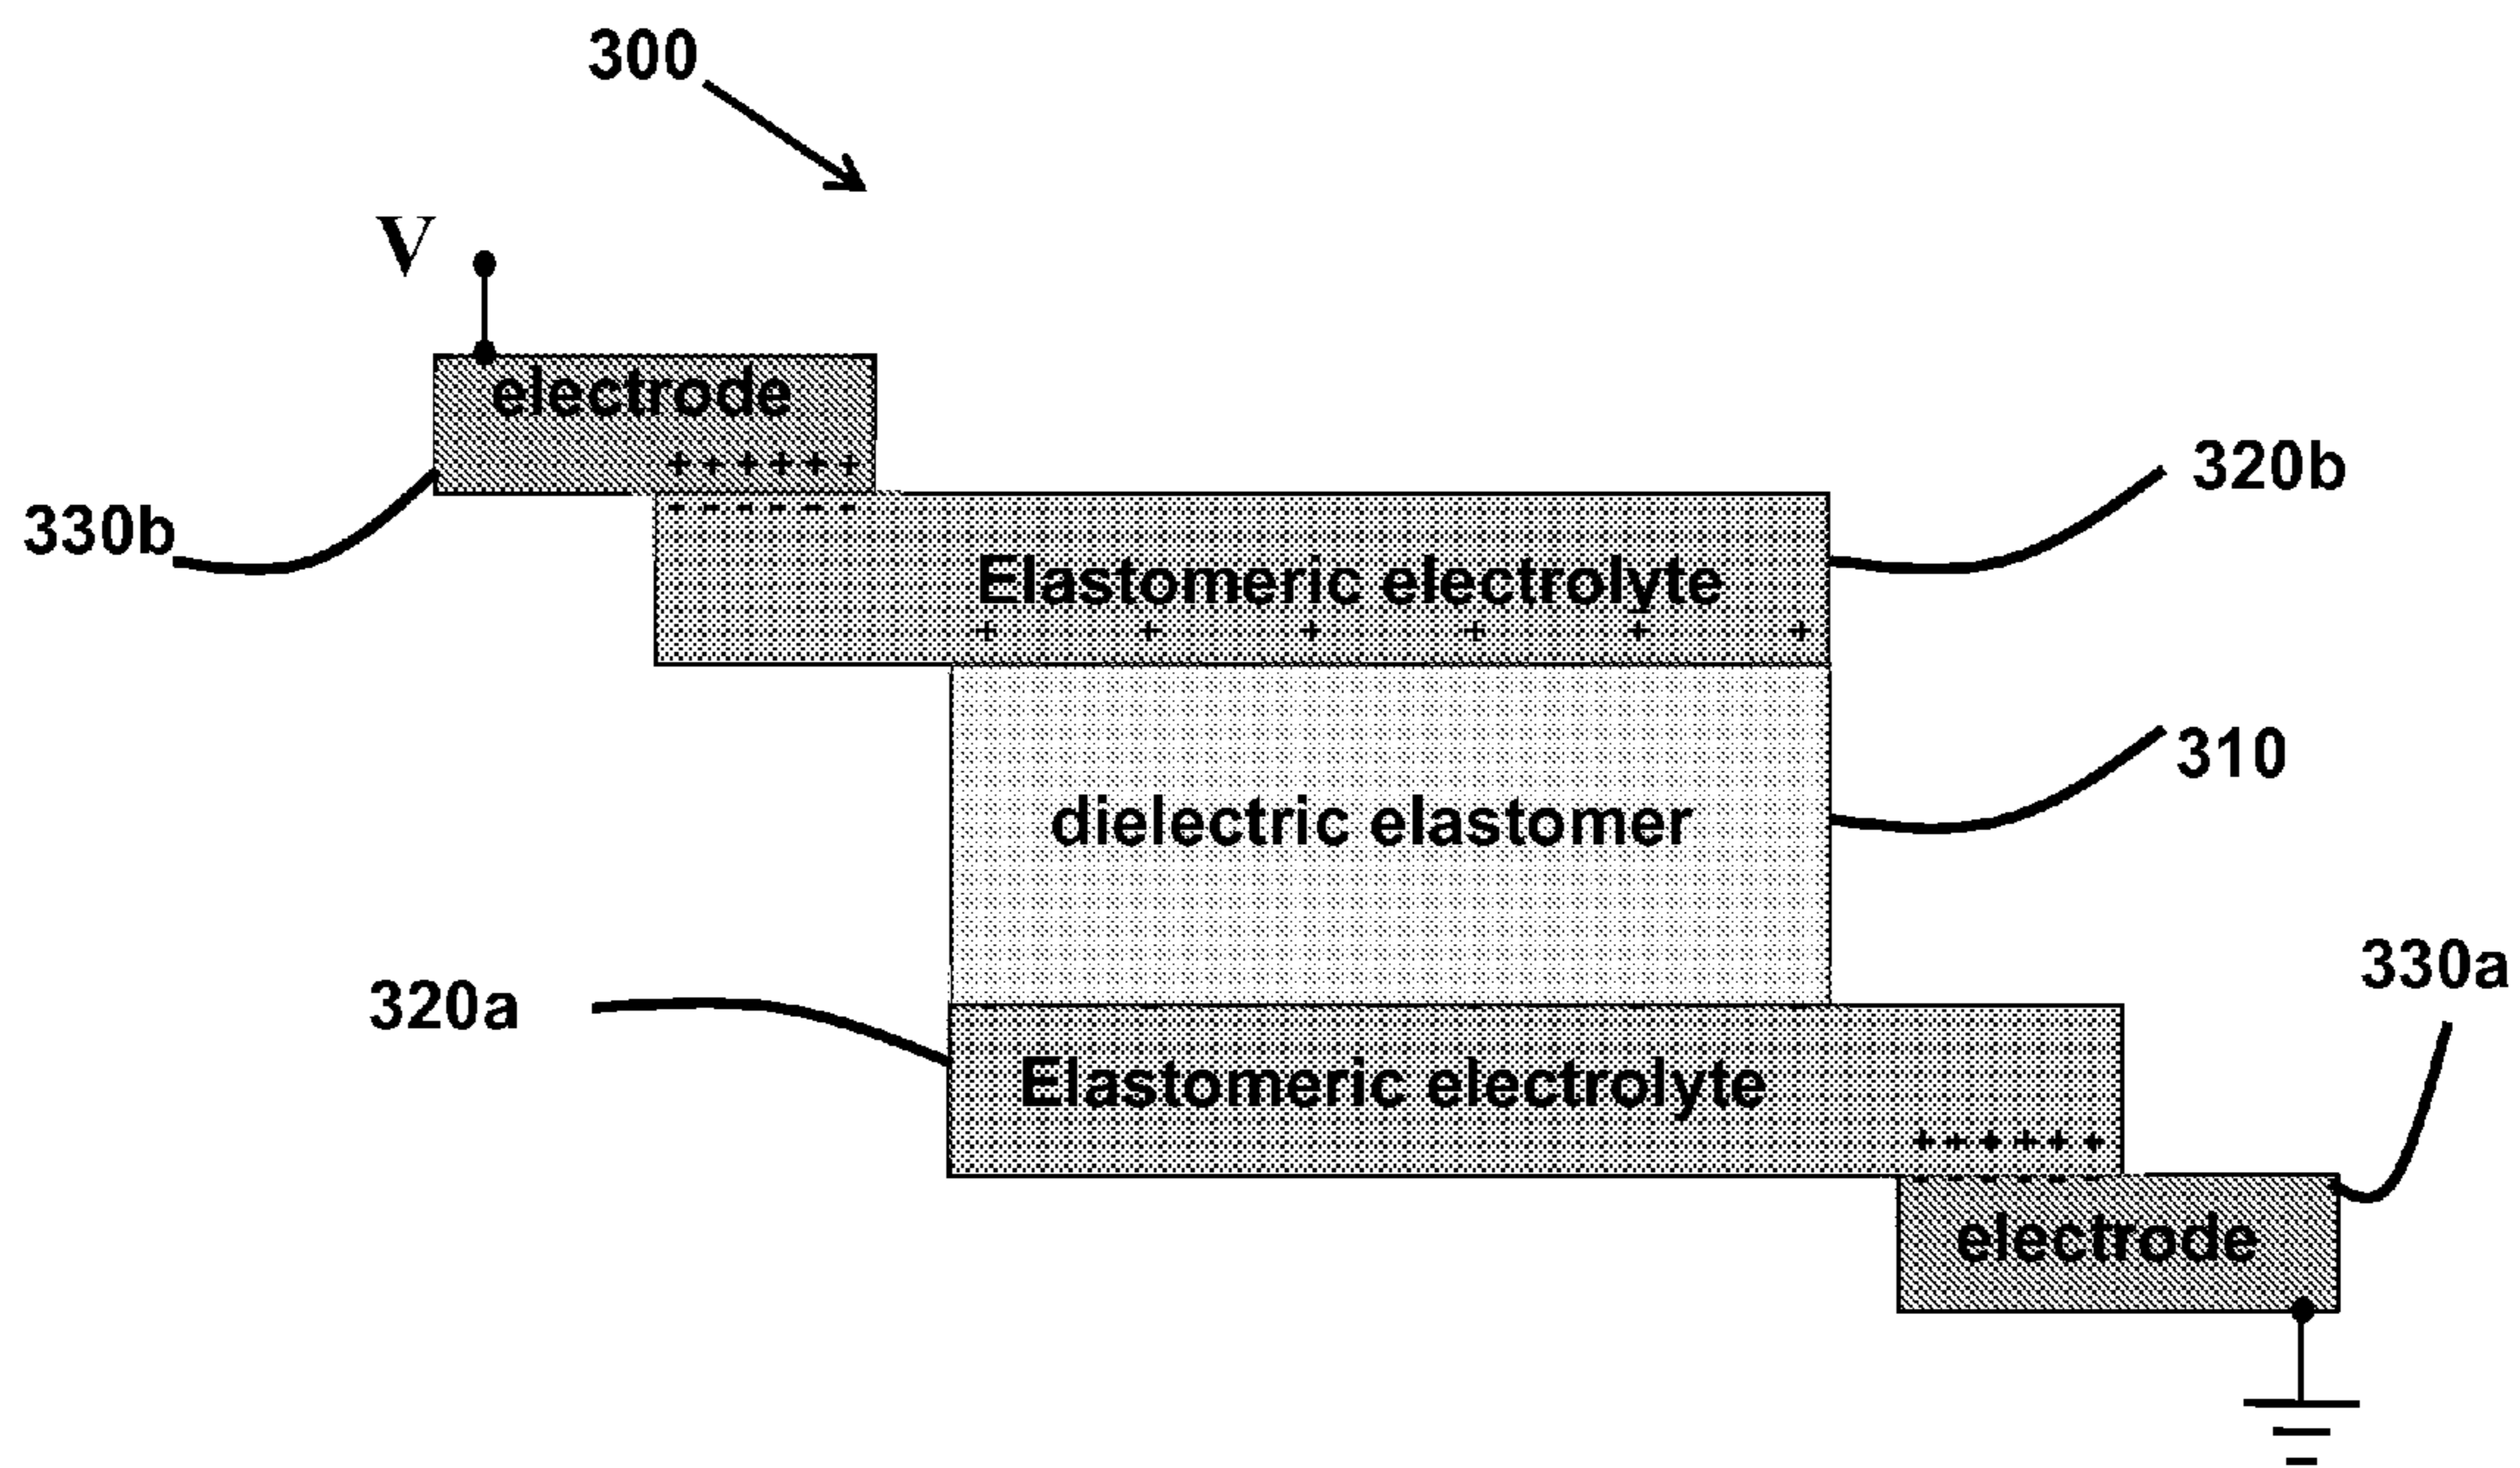 300
V
electrode
++++++
320b
330b
------
Elastomeric electrolyte
++++++
310
dielectric elastomer
330a
320a
------
Elastomeric electrolyte
++++++
------
electrode